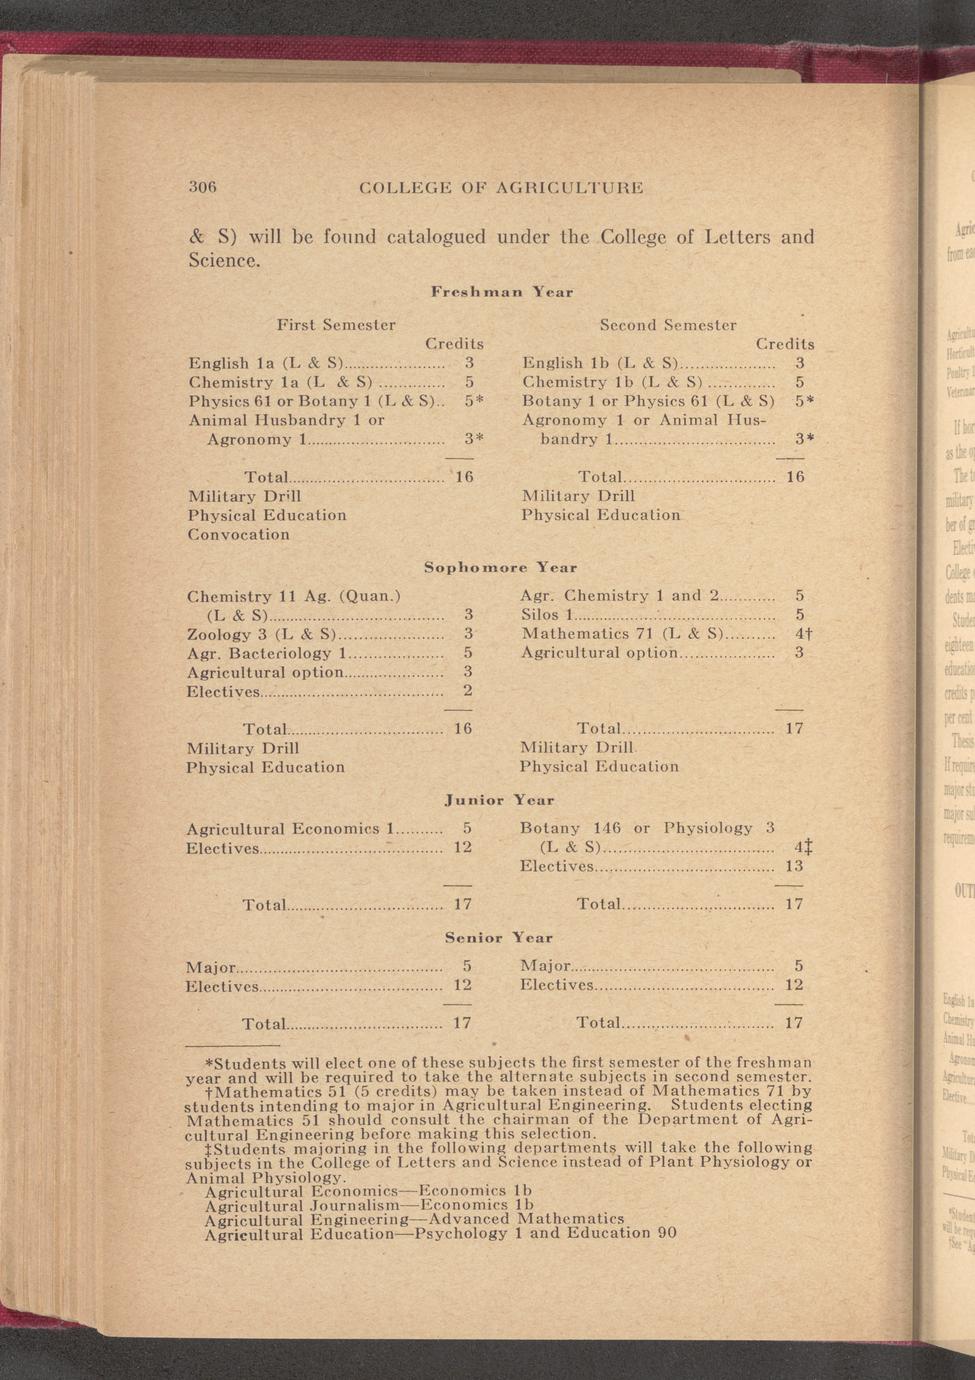 306 COLLEGE OF AGRICULTURE
& S) will be found catalogued under the College of Letters and
Science.
Freshman Year
First Semester
Credits
English 1a (L & S)...................... 3
Chemistry 1a (L & S) .............. 5
Physics 61 or Botany 1 (L & S).. 5*
Animal Husbandry 1 or
Agronomy 1............................. 3*
Total................................. 16
Military Drill
Physical Education
Convocation
Second Semester
Credits
English 1b (L & S)..................... 3
Chemistry 1b (L & S) ............... 5
Botany 1 or Physics 61 (L & S) 5*
Agronomy 1 or Animal Hus-
bandry 1.................................. 3*
Total................................ 16
Military Drill
Physical Education
Sophomore Year
Chemistry 11 Ag. (Quan.)
(L & S)..................................... 3
Zoology 3 (L & S)....................... 3
Agr. Bacteriology 1.................... 5
Agricultural option..................... 3
Electives....................................... 2
Total................................. 16
Military Drill
Physical Education
Agr. Chemistry 1 and 2............ 5
Silos 1........................................... 5
Mathematics 71 (L & S).......... 4†
Agricultural option.................... 3
Total................................ 17
Military Drill
Physical Education
Junior Year
Agricultural Economics 1.......... 5
Electives....................................... 12
Total................................. 17
Botany 146 or Physiology 3
(L & S).................................... 4‡
Electives...................................... 13
Total................................ 17
Senior Year
Major............................................ 5
Electives....................................... 12
Total................................. 17
Major........................................... 5
Electives...................................... 12
Total................................ 17
*Students will elect one of these subjects the first semester of the freshman
year and will be required to take the alternate subjects in second semester.
†Mathematics 51 (5 credits) may be taken instead of Mathematics 71 by
students intending to major in Agricultural Engineering. Students electing
Mathematics 51 should consult the chairman of the Department of Agri-
cultural Engineering before making this selection.
‡Students majoring in the following departments will take the following
subjects in the College of Letters and Science instead of Plant Physiology or
Animal Physiology.
Agricultural Economics—Economics 1b
Agricultural Journalism—Economics 1b
Agricultural Engineering—Advanced Mathematics
Agricultural Education—Psychology 1 and Education 90